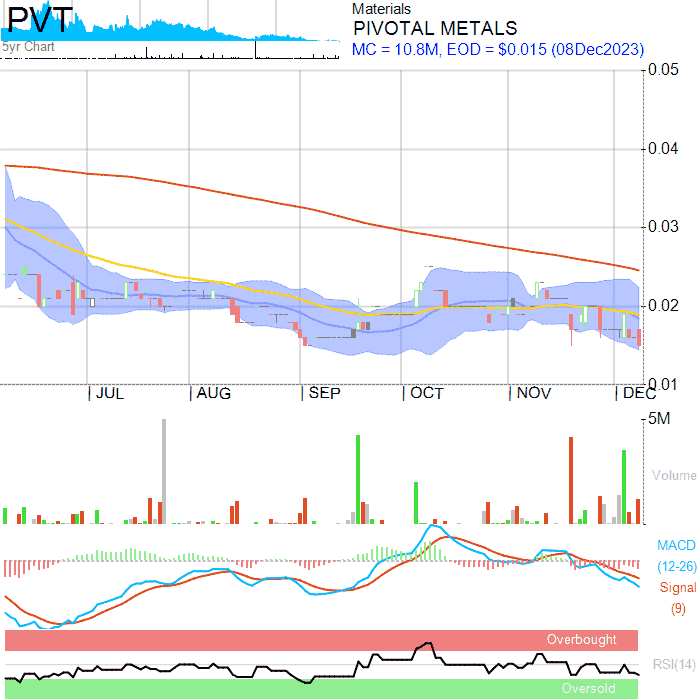 PVT
Materials
PIVOTAL METALS
5yr Chart
MC = 10.8M, EOD = $0.015 (08Dec2023)
0.05
0.04
0.03
0.02
0.01
JUL AUG SEP OCT NOV DEC
5M
Volume
MACD
(12-26)
Signal
(9)
Overbought
RSI(14)
Oversold